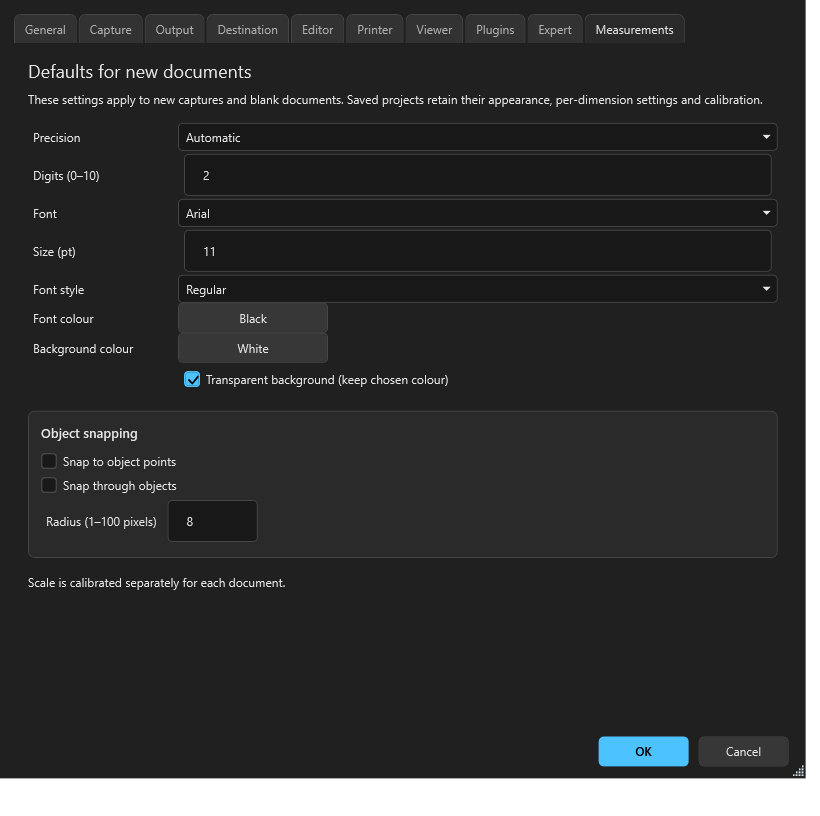 General Capture Output Destination Editor Printer Viewer Plugins Expert Measurements
Defaults for new documents
These settings apply to new captures and blank documents. Saved projects retain their appearance, per-dimension settings and calibration.
Precision Automatic
Digits (0–10) 2
Font Arial
Size (pt) 11
Font style Regular
Font colour Black
Background colour White
Transparent background (keep chosen colour)
Object snapping
Snap to object points
Snap through objects
Radius (1–100 pixels) 8
Scale is calibrated separately for each document.
OK Cancel